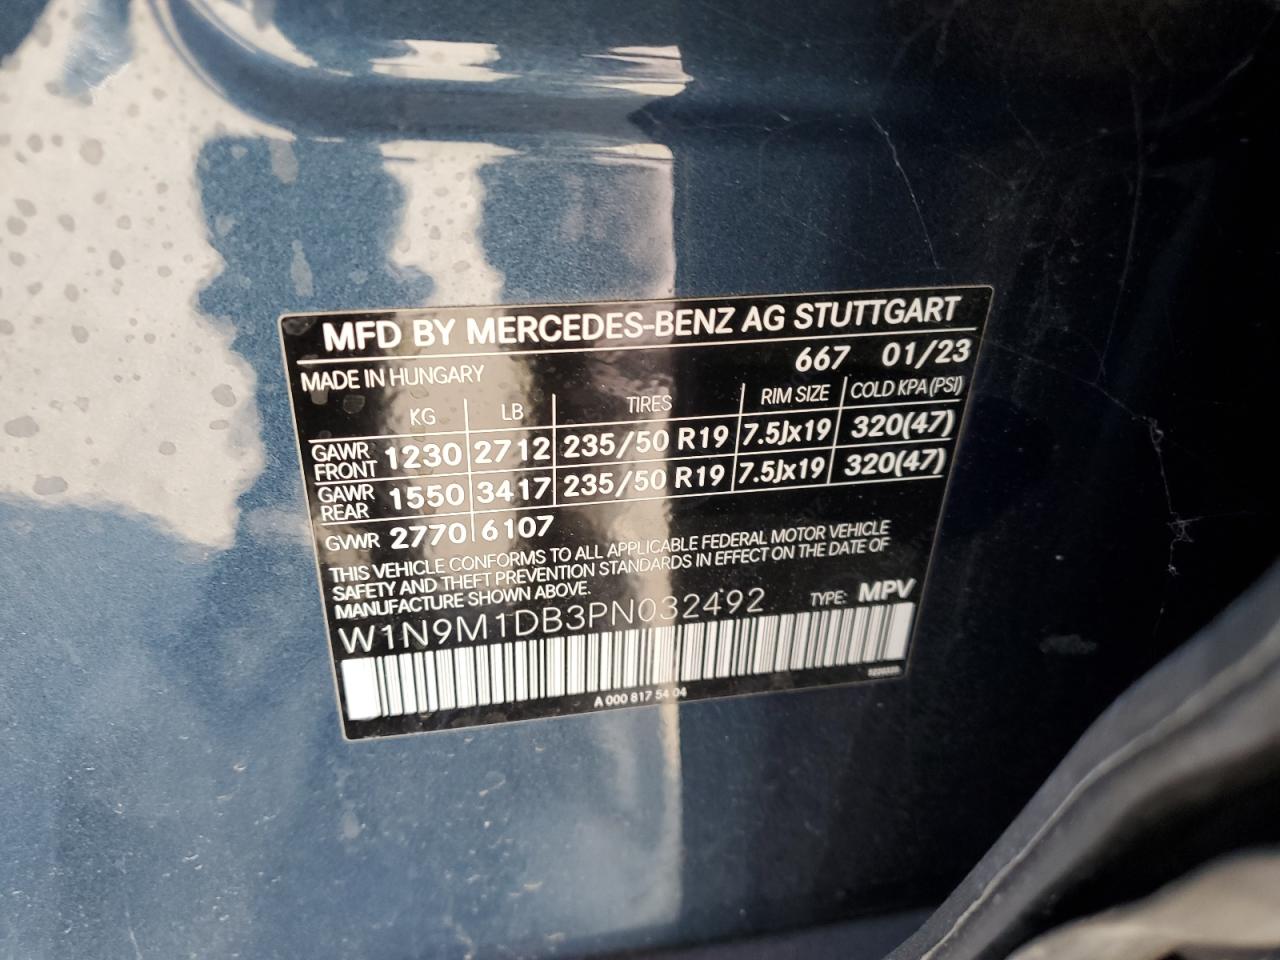 MFD BY MERCEDES-BENZ AG STUTTGART
667 01/23
MADE IN HUNGARY
KG LB TIRES RIM SIZE COLD KPA (PSI)
GAWR FRONT 1230 2712 235/50 R19 7.5Jx19 320(47)
GAWR REAR 1550 3417 235/50 R19 7.5Jx19 320(47)
GVWR 2770 6107
THIS VEHICLE CONFORMS TO ALL APPLICABLE FEDERAL MOTOR VEHICLE
SAFETY AND THEFT PREVENTION STANDARDS IN EFFECT ON THE DATE OF
MANUFACTURE SHOWN ABOVE.
W1N9M1DB3PN032492 TYPE: MPV
A 000 817 54 04